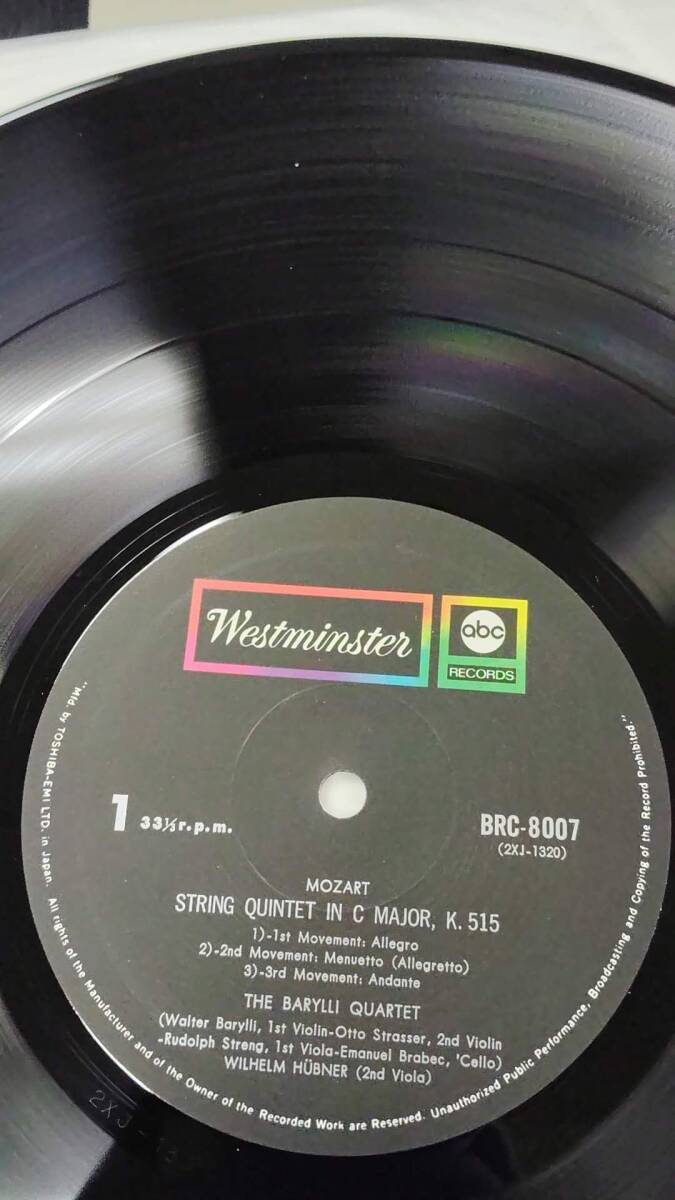 Westminster
abc
RECORDS
1 33⅓r.p.m.
BRC-8007
(2XJ-1320)
MOZART
STRING QUINTET IN C MAJOR, K. 515
1)-1st Movement: Allegro
2)-2nd Movement: Menuetto (Allegretto)
3)-3rd Movement: Andante
THE BARYLLI QUARTET
(Walter Barylli, 1st Violin-Otto Strasser, 2nd Violin
-Rudolph Streng, 1st Viola-Emanuel Brabec, 'Cello)
WILHELM HÜBNER (2nd Viola)
"Mfd. by TOSHIBA-EMI LTD. in Japan. All rights of the Manufacturer and of the Owner of the Recorded Work are Reserved. Unauthorized Public Performance, Broadcasting and Copying of the Record Prohibited."
2XJ-